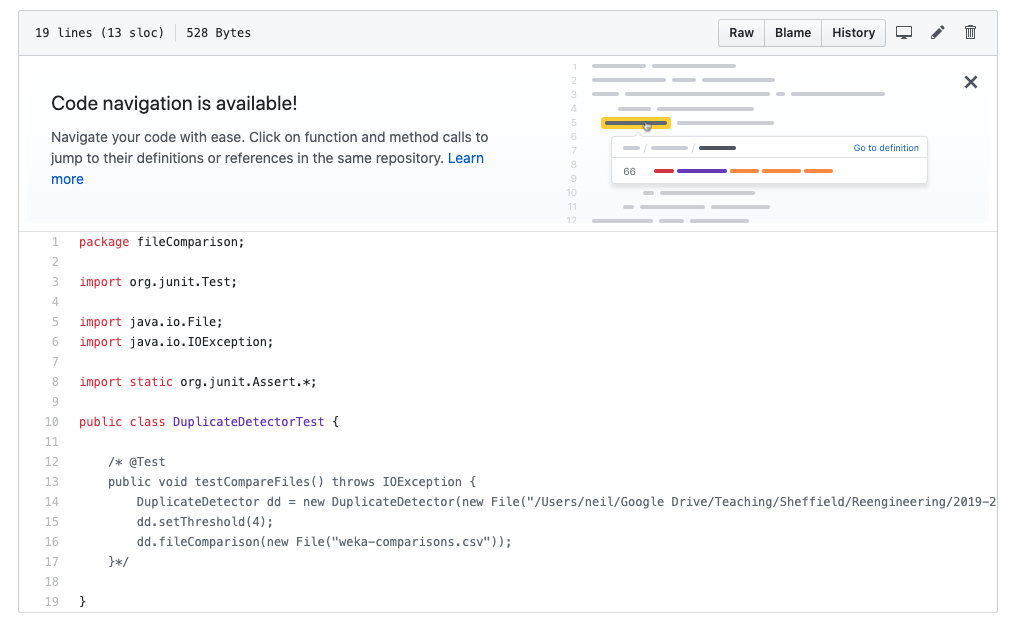 19 lines (13 sloc) 528 Bytes Raw Blame History
Code navigation is available!
Navigate your code with ease. Click on function and method calls to
jump to their definitions or references in the same repository. Learn
more
1
2
3
4
5
6
7
8
9
10
11
12
/ / Go to definition
66
1 package fileComparison;
2
3 import org.junit.Test;
4
5 import java.io.File;
6 import java.io.IOException;
7
8 import static org.junit.Assert.*;
9
10 public class DuplicateDetectorTest {
11
12 /* @Test
13 public void testCompareFiles() throws IOException {
14 DuplicateDetector dd = new DuplicateDetector(new File("/Users/neil/Google Drive/Teaching/Sheffield/Reengineering/2019-2
15 dd.setThreshold(4);
16 dd.fileComparison(new File("weka-comparisons.csv"));
17 }*/
18
19 }